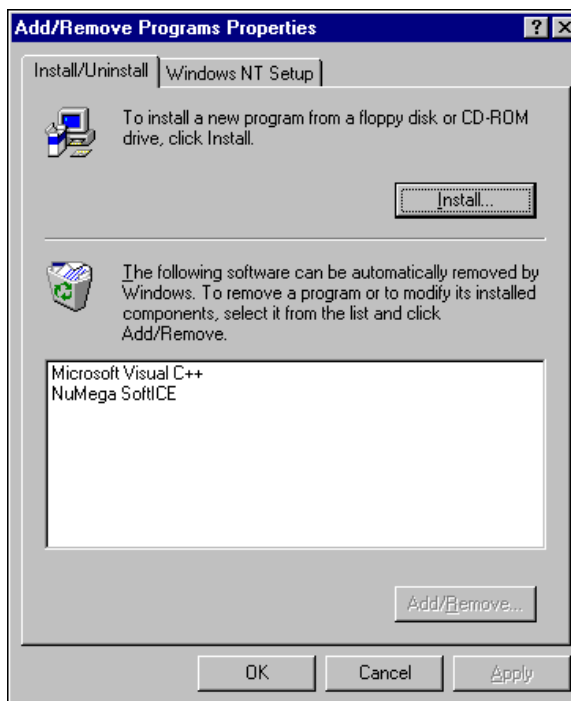 Add/Remove Programs Properties
Install/Uninstall
Windows NT Setup
To install a new program from a floppy disk or CD-ROM
drive, click Install.
Install...
The following software can be automatically removed by
Windows. To remove a program or to modify its installed
components, select it from the list and click
Add/Remove.
Microsoft Visual C++
NuMega SoftICE
Add/Remove...
OK
Cancel
Apply